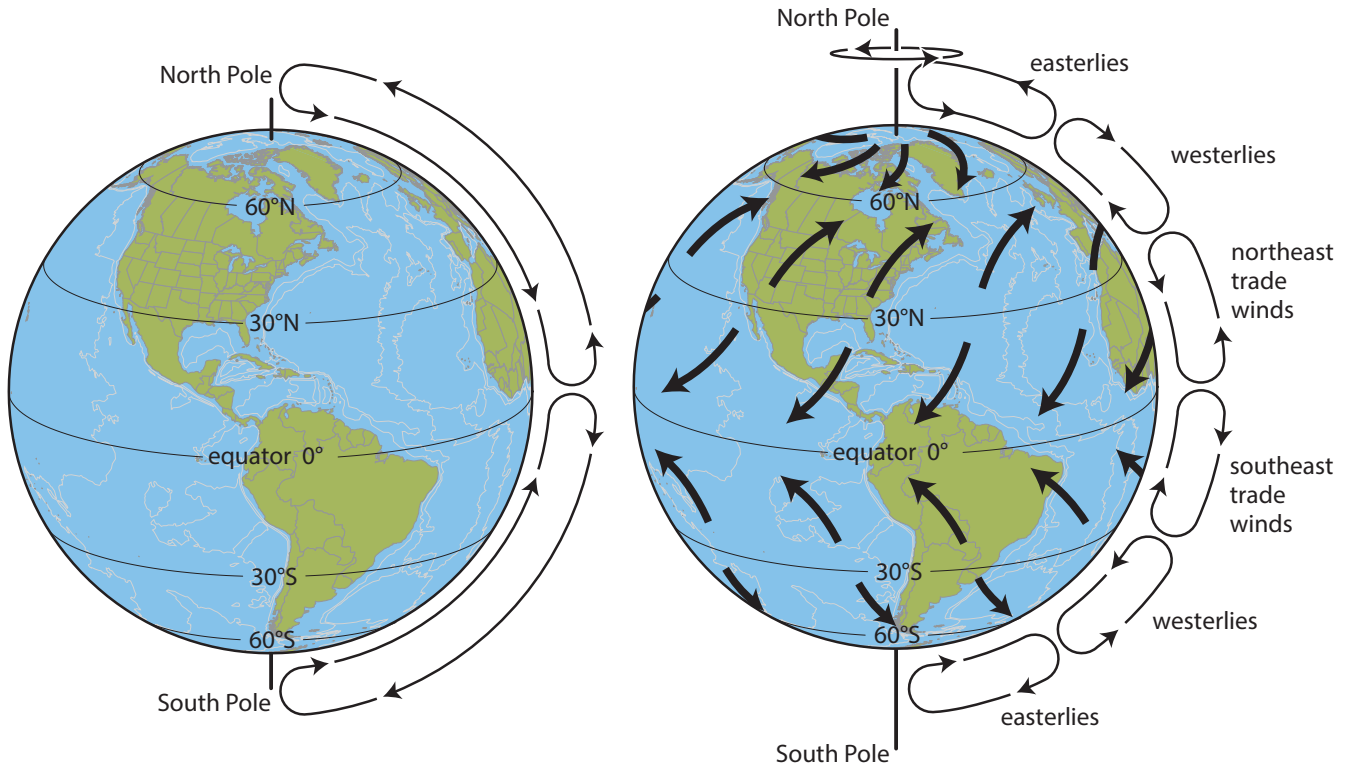 North Pole
60°N
30°N
equator 0°
30°S
60°S
South Pole
North Pole
easterlies
westerlies
60°N
northeast
trade
winds
30°N
equator 0°
southeast
trade
winds
30°S
westerlies
60°S
easterlies
South Pole